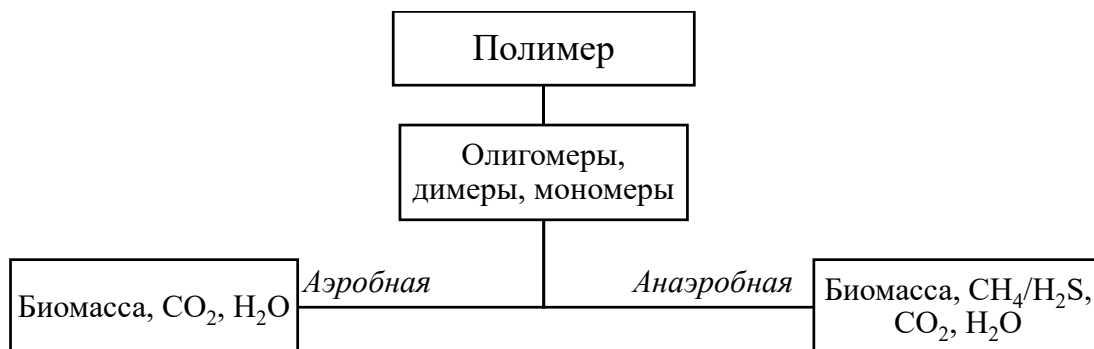 Полимер
Олигомеры,
димеры, мономеры
Аэробная
Анаэробная
Биомасса, CO₂, H₂O
Биомасса, CH₄/H₂S,
CO₂, H₂O